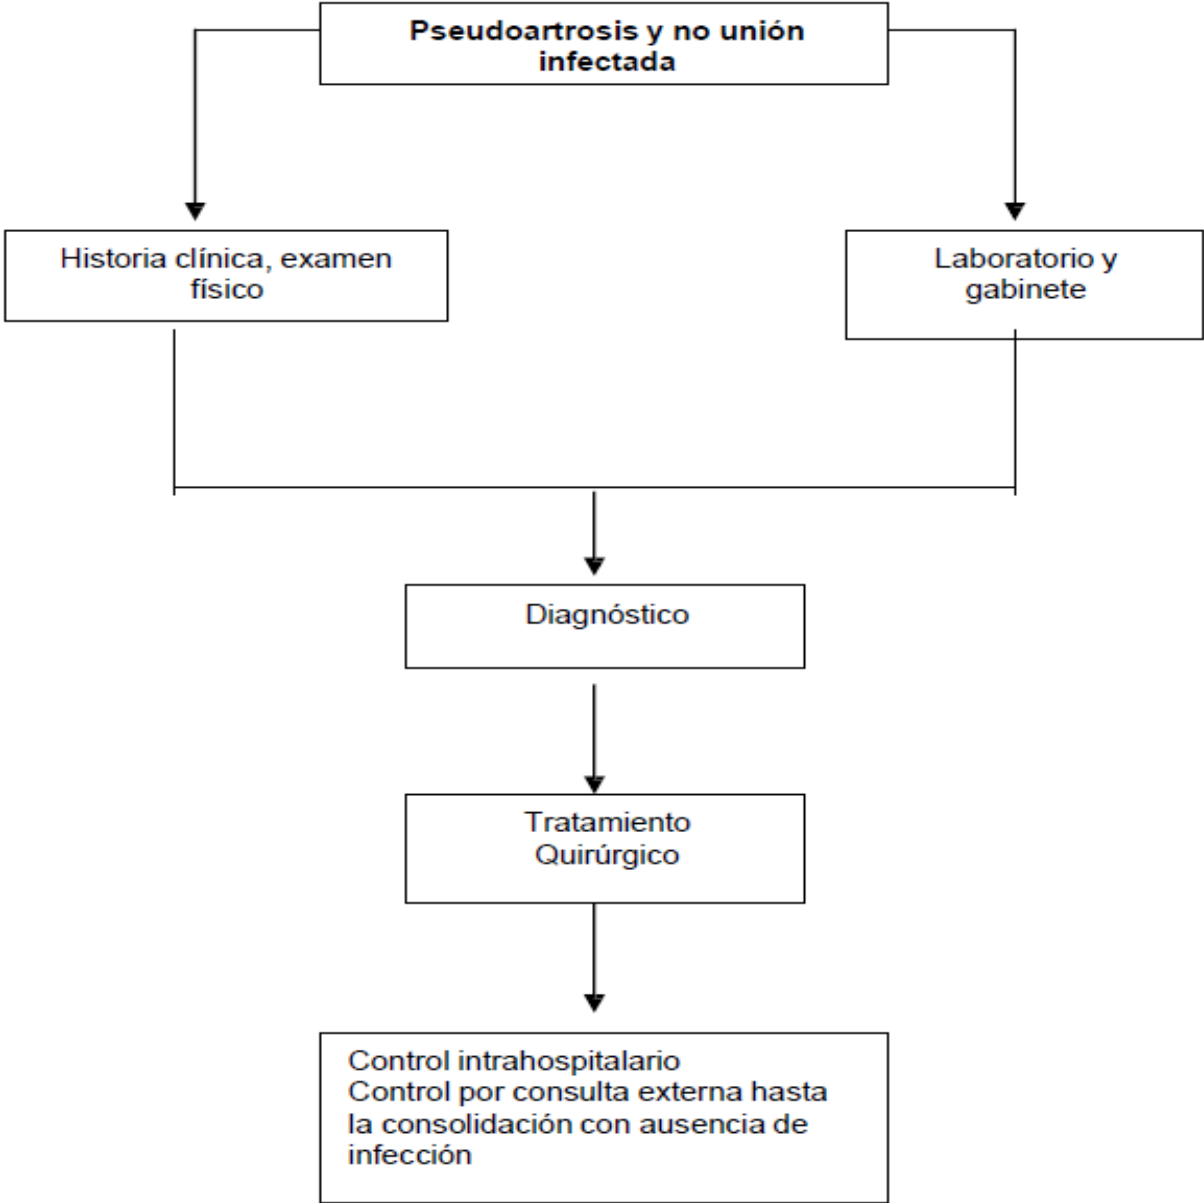 Pseudoartrosis y no unión
infectada
Historia clínica, examen
físico
Laboratorio y
gabinete
Diagnóstico
Tratamiento
Quirúrgico
Control intrahospitalario
Control por consulta externa hasta
la consolidación con ausencia de
infección